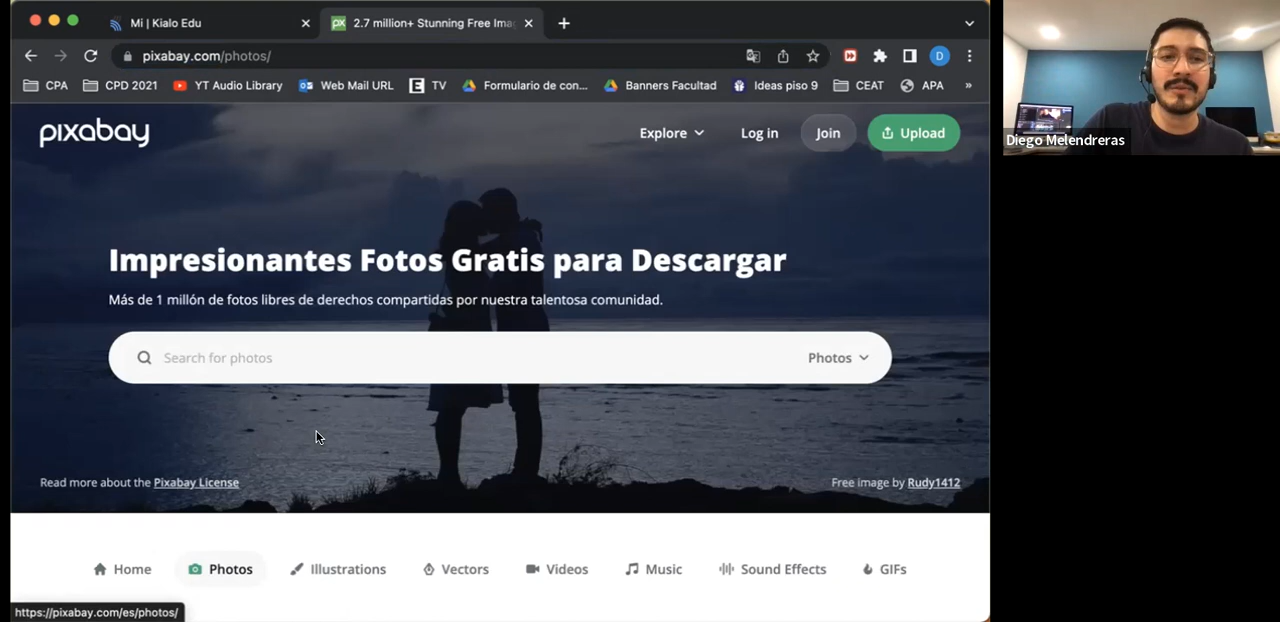 Mi | Kialo Edu
px 2.7 million+ Stunning Free Ima
pixabay.com/photos/
D
CPA CPD 2021 YT Audio Library Web Mail URL E TV Formulario de con... Banners Facultad Ideas piso 9 CEAT APA »
pixabay
Explore Log in Join Upload
Diego Melendreras
Impresionantes Fotos Gratis para Descargar
Más de 1 millón de fotos libres de derechos compartidas por nuestra talentosa comunidad.
Search for photos Photos
Read more about the Pixabay License
Free image by Rudy1412
Home Photos Illustrations Vectors Videos Music Sound Effects GIFs
https://pixabay.com/es/photos/